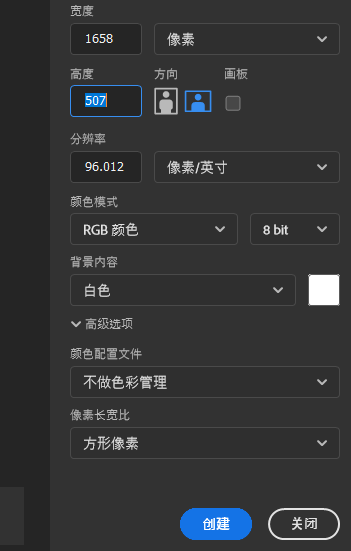 宽度
1658 像素
高度 方向 画板
507
分辨率
96.012 像素/英寸
颜色模式
RGB 颜色 8 bit
背景内容
白色
高级选项
颜色配置文件
不做色彩管理
像素长宽比
方形像素
创建 关闭